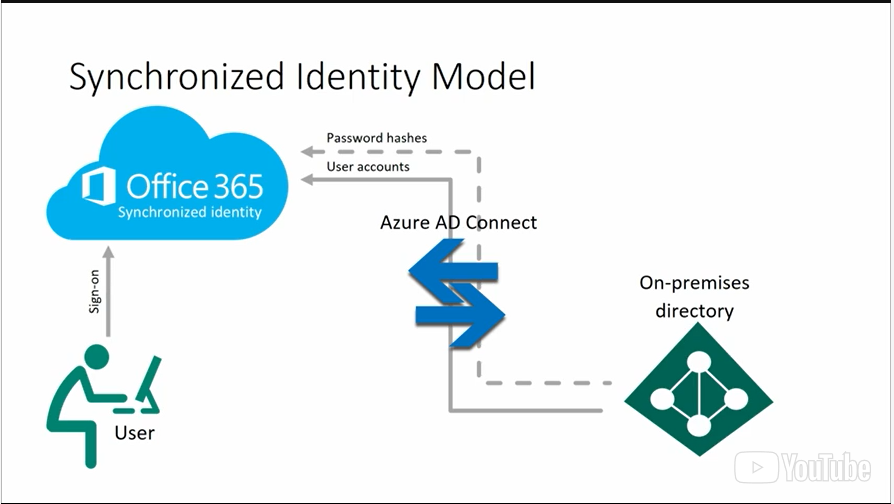 Synchronized Identity Model
Password hashes
User accounts
Office 365
Synchronized identity
Azure AD Connect
On-premises
directory
Sign-on
User
YouTube